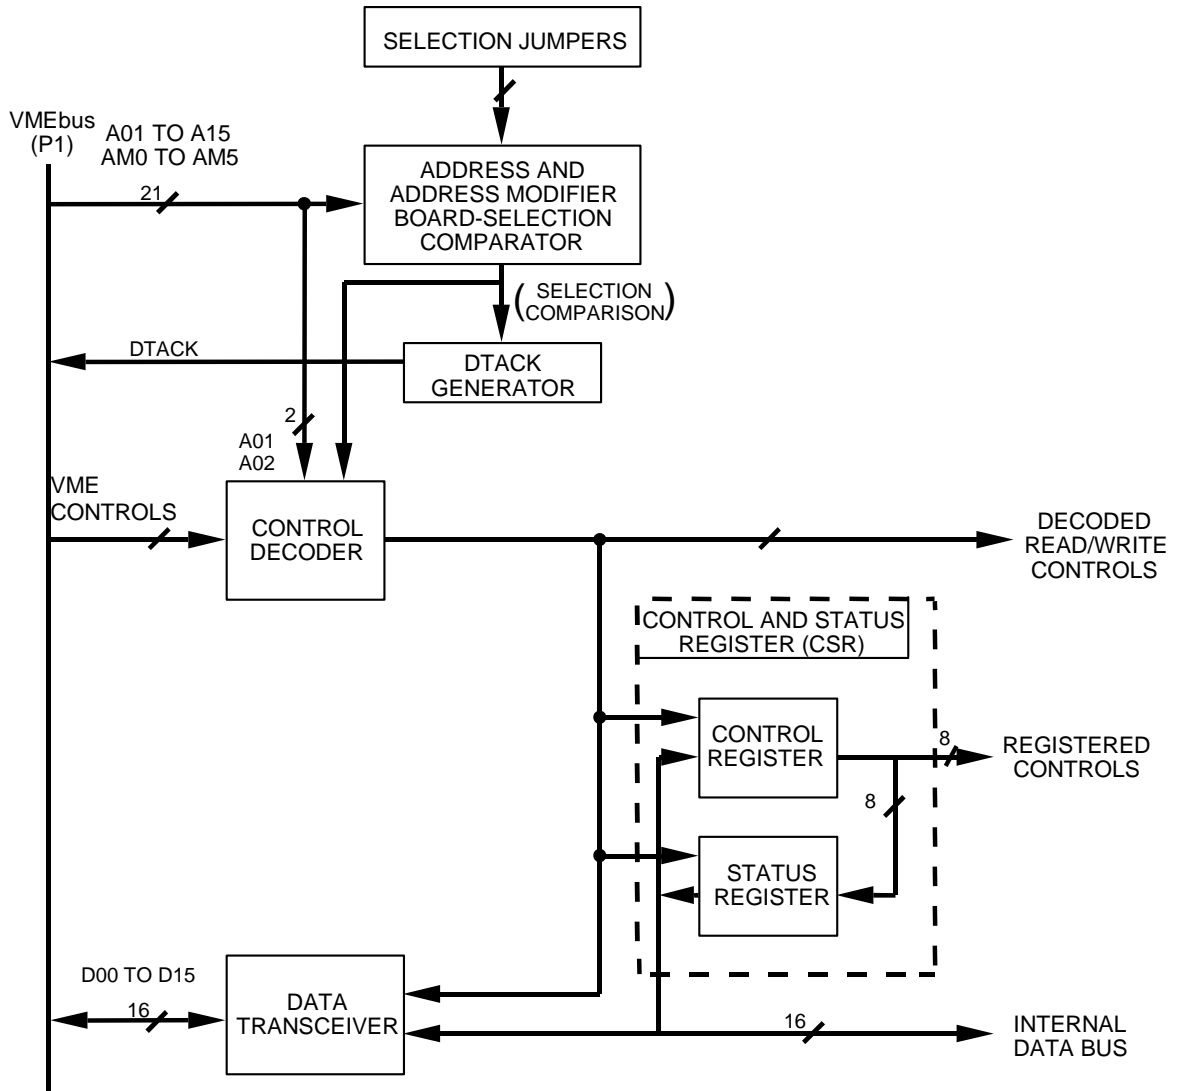 SELECTION JUMPERS
VMEbus
(P1)
A01 TO A15
AM0 TO AM5
21
ADDRESS AND
ADDRESS MODIFIER
BOARD-SELECTION
COMPARATOR
(SELECTION
COMPARISON)
DTACK
DTACK
GENERATOR
2
A01
A02
VME
CONTROLS
CONTROL
DECODER
DECODED
READ/WRITE
CONTROLS
CONTROL AND STATUS
REGISTER (CSR)
CONTROL
REGISTER
8
REGISTERED
CONTROLS
8
STATUS
REGISTER
D00 TO D15
16
DATA
TRANSCEIVER
16
INTERNAL
DATA BUS